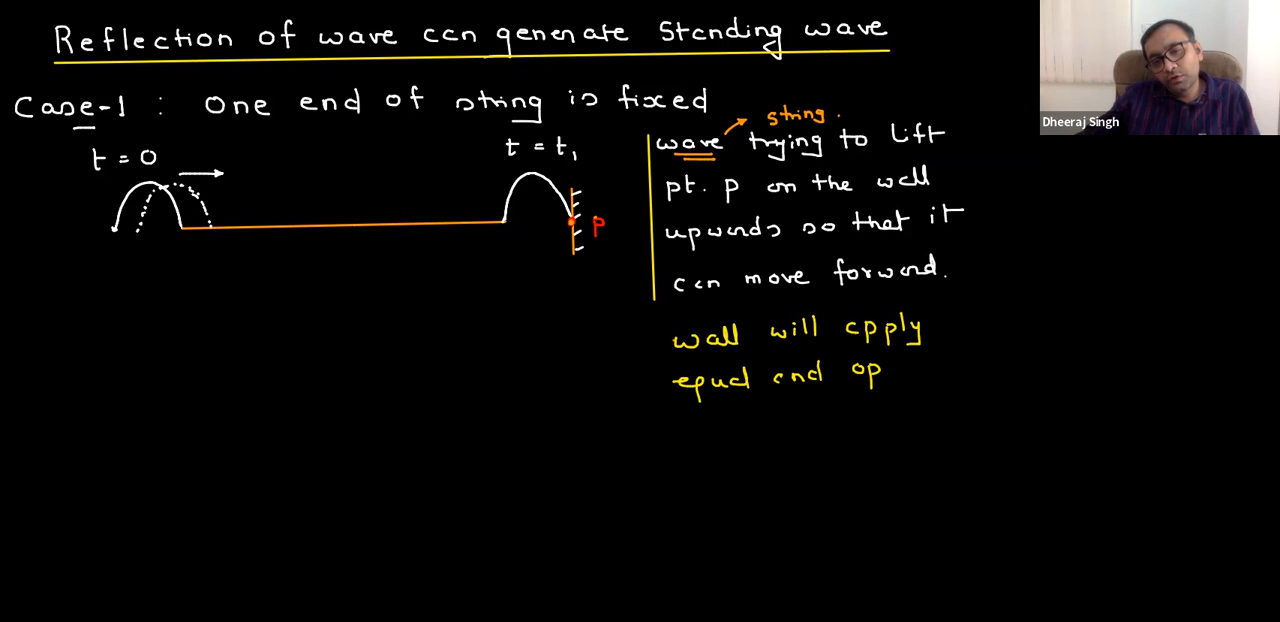 Reflection of wave can generate standing wave
Case-1 : One end of string is fixed
t = 0
t = t₁
P
wave → string.
trying to lift
pt. P on the wall
upwards so that it
can move forward.
wall will apply
equal and op
Dheeraj Singh